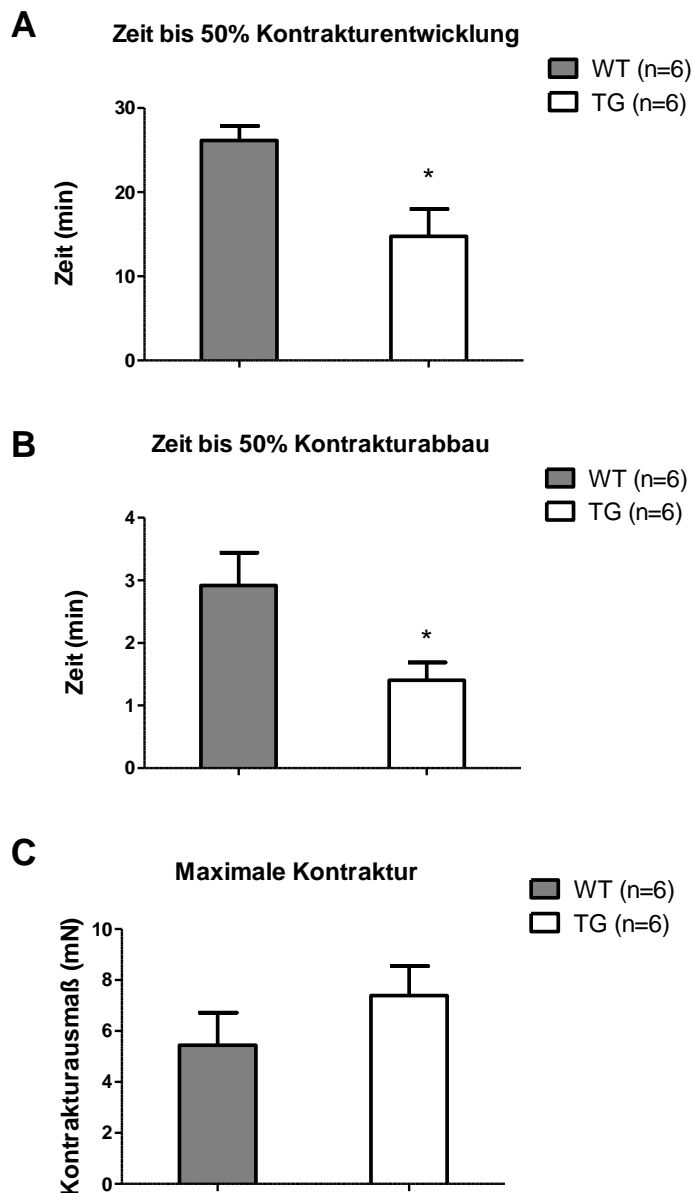 A
Zeit bis 50% Kontrakturentwicklung
WT (n=6)
TG (n=6)
30
20
10
0
Zeit (min)
*
B
Zeit bis 50% Kontrakturabbau
WT (n=6)
TG (n=6)
4
3
2
1
0
Zeit (min)
*
C
Maximale Kontraktur
WT (n=6)
TG (n=6)
10
8
6
4
2
0
Kontrakturausmaß (mN)